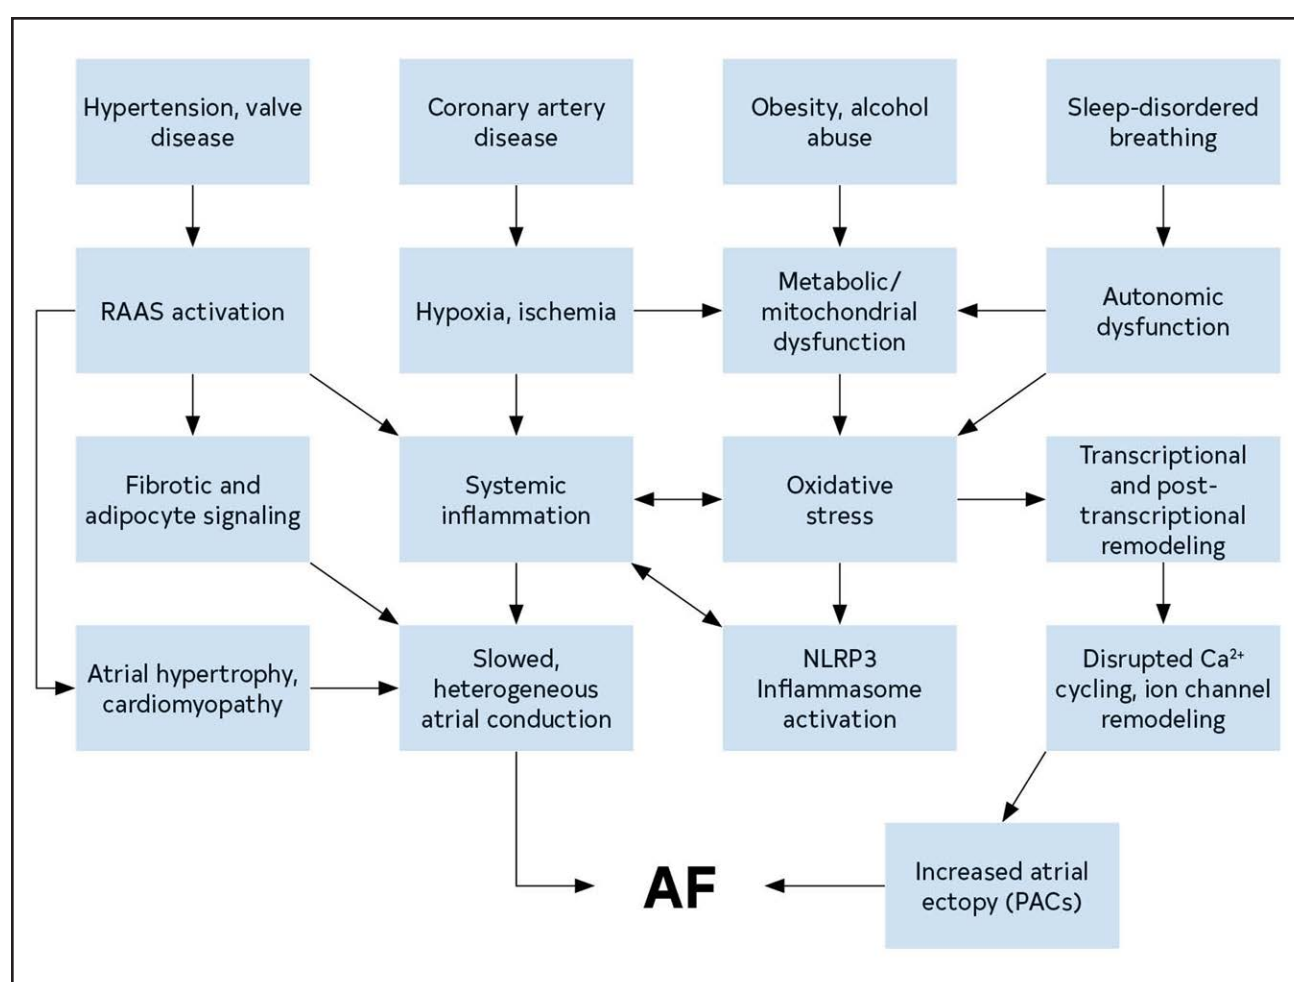 Hypertension, valve
disease
Coronary artery
disease
Obesity, alcohol
abuse
Sleep-disordered
breathing
RAAS activation
Hypoxia, ischemia
Metabolic/
mitochondrial
dysfunction
Autonomic
dysfunction
Fibrotic and
adipocyte signaling
Systemic
inflammation
Oxidative
stress
Transcriptional
and post-
transcriptional
remodeling
Atrial hypertrophy,
cardiomyopathy
Slowed,
heterogeneous
atrial conduction
NLRP3
Inflammasome
activation
Disrupted Ca²⁺
cycling, ion channel
remodeling
AF
Increased atrial
ectopy (PACs)